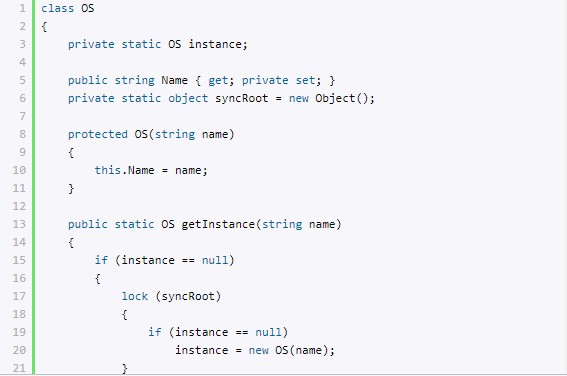 1 class OS
2 {
3     private static OS instance;
4
5     public string Name { get; private set; }
6     private static object syncRoot = new Object();
7
8     protected OS(string name)
9     {
10         this.Name = name;
11     }
12
13     public static OS getInstance(string name)
14     {
15         if (instance == null)
16         {
17             lock (syncRoot)
18             {
19                 if (instance == null)
20                     instance = new OS(name);
21             }